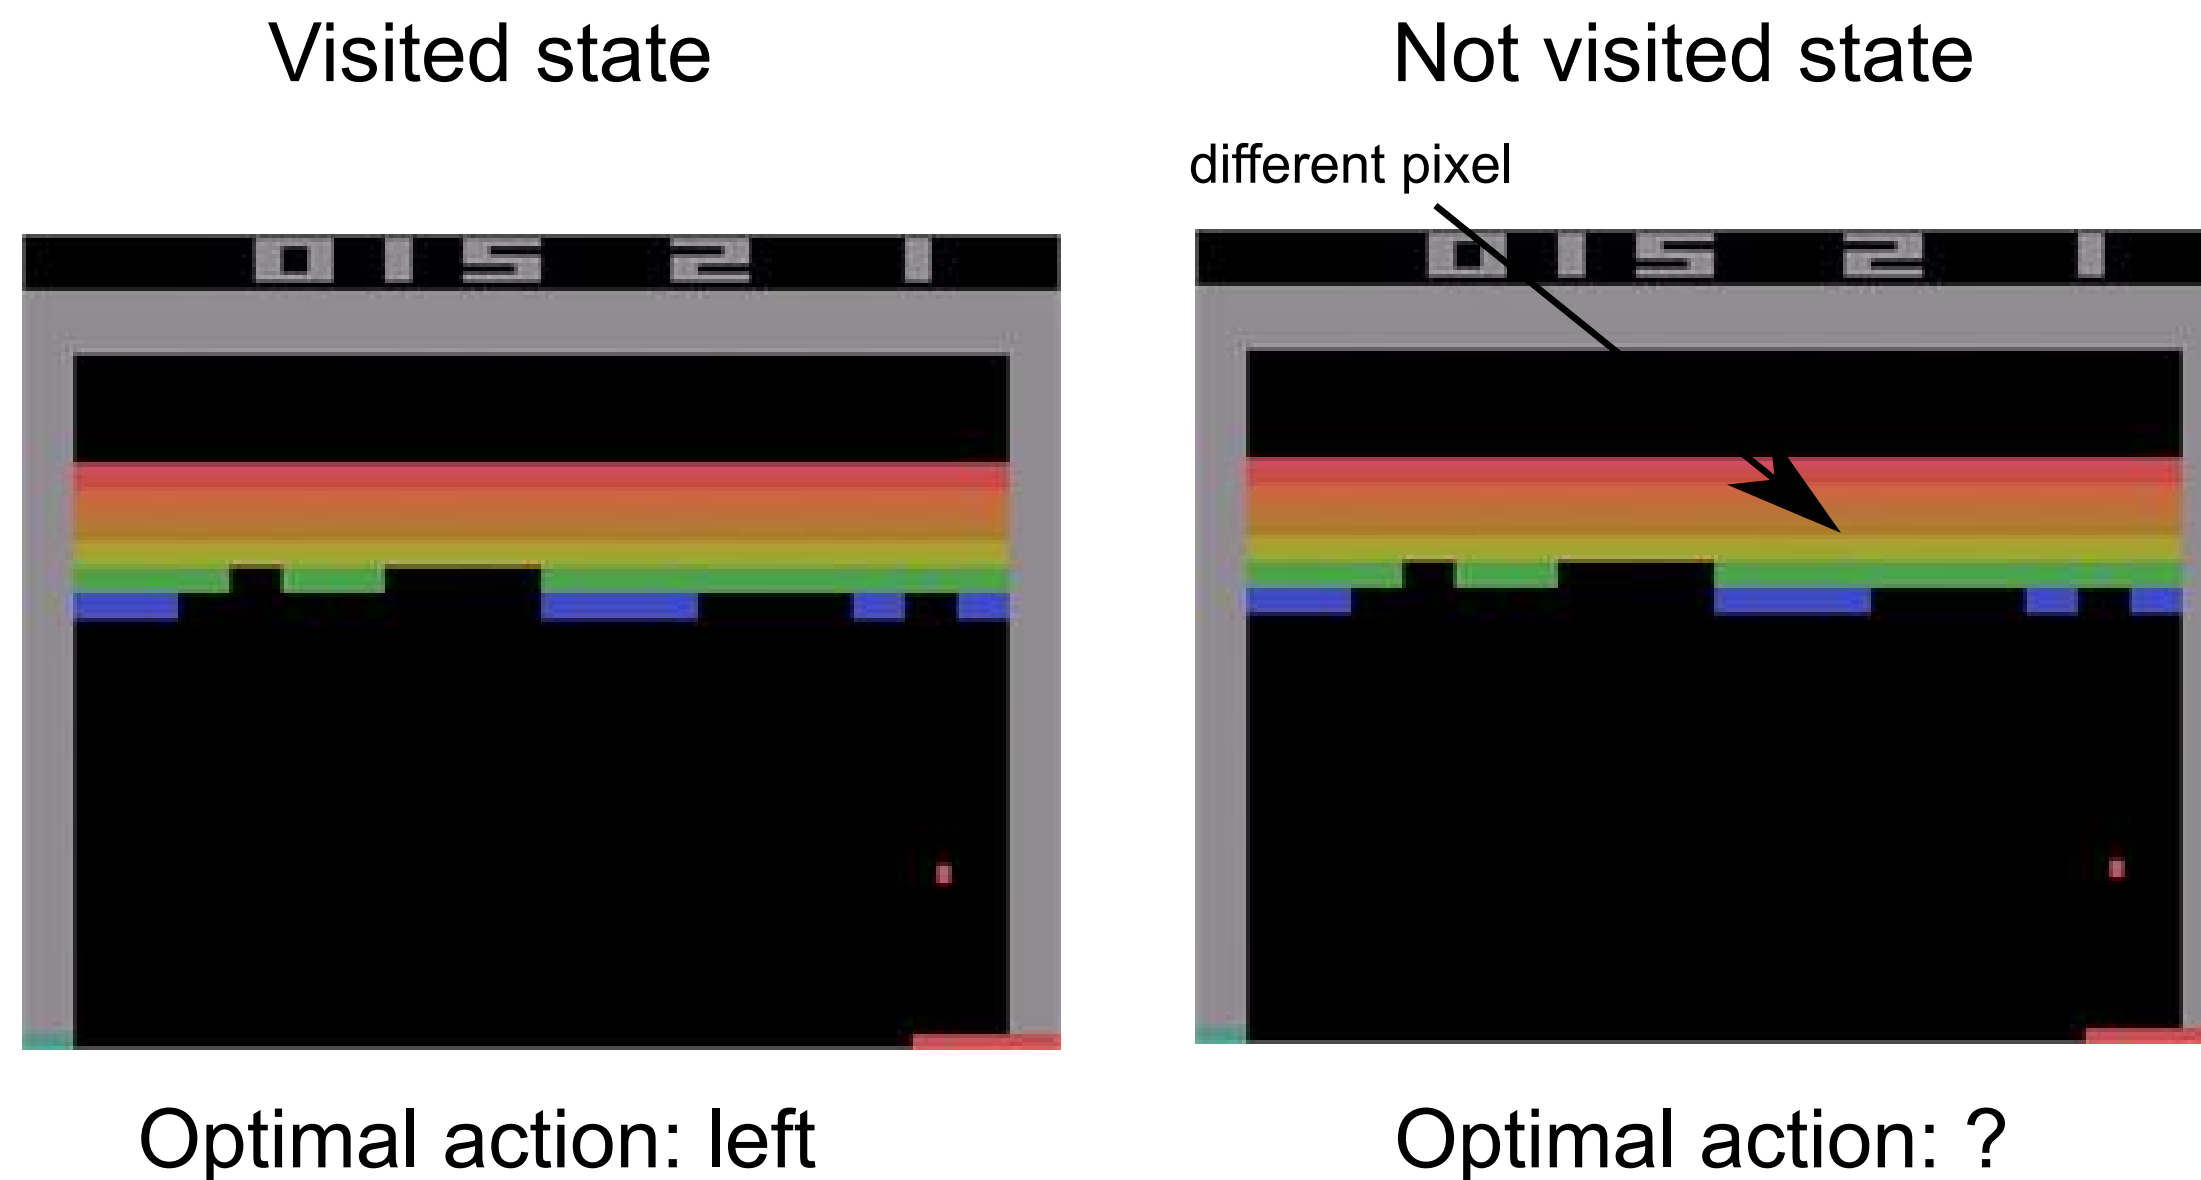 Visited state
Not visited state
different pixel
015 2 1
015 2 1
Optimal action: left
Optimal action: ?